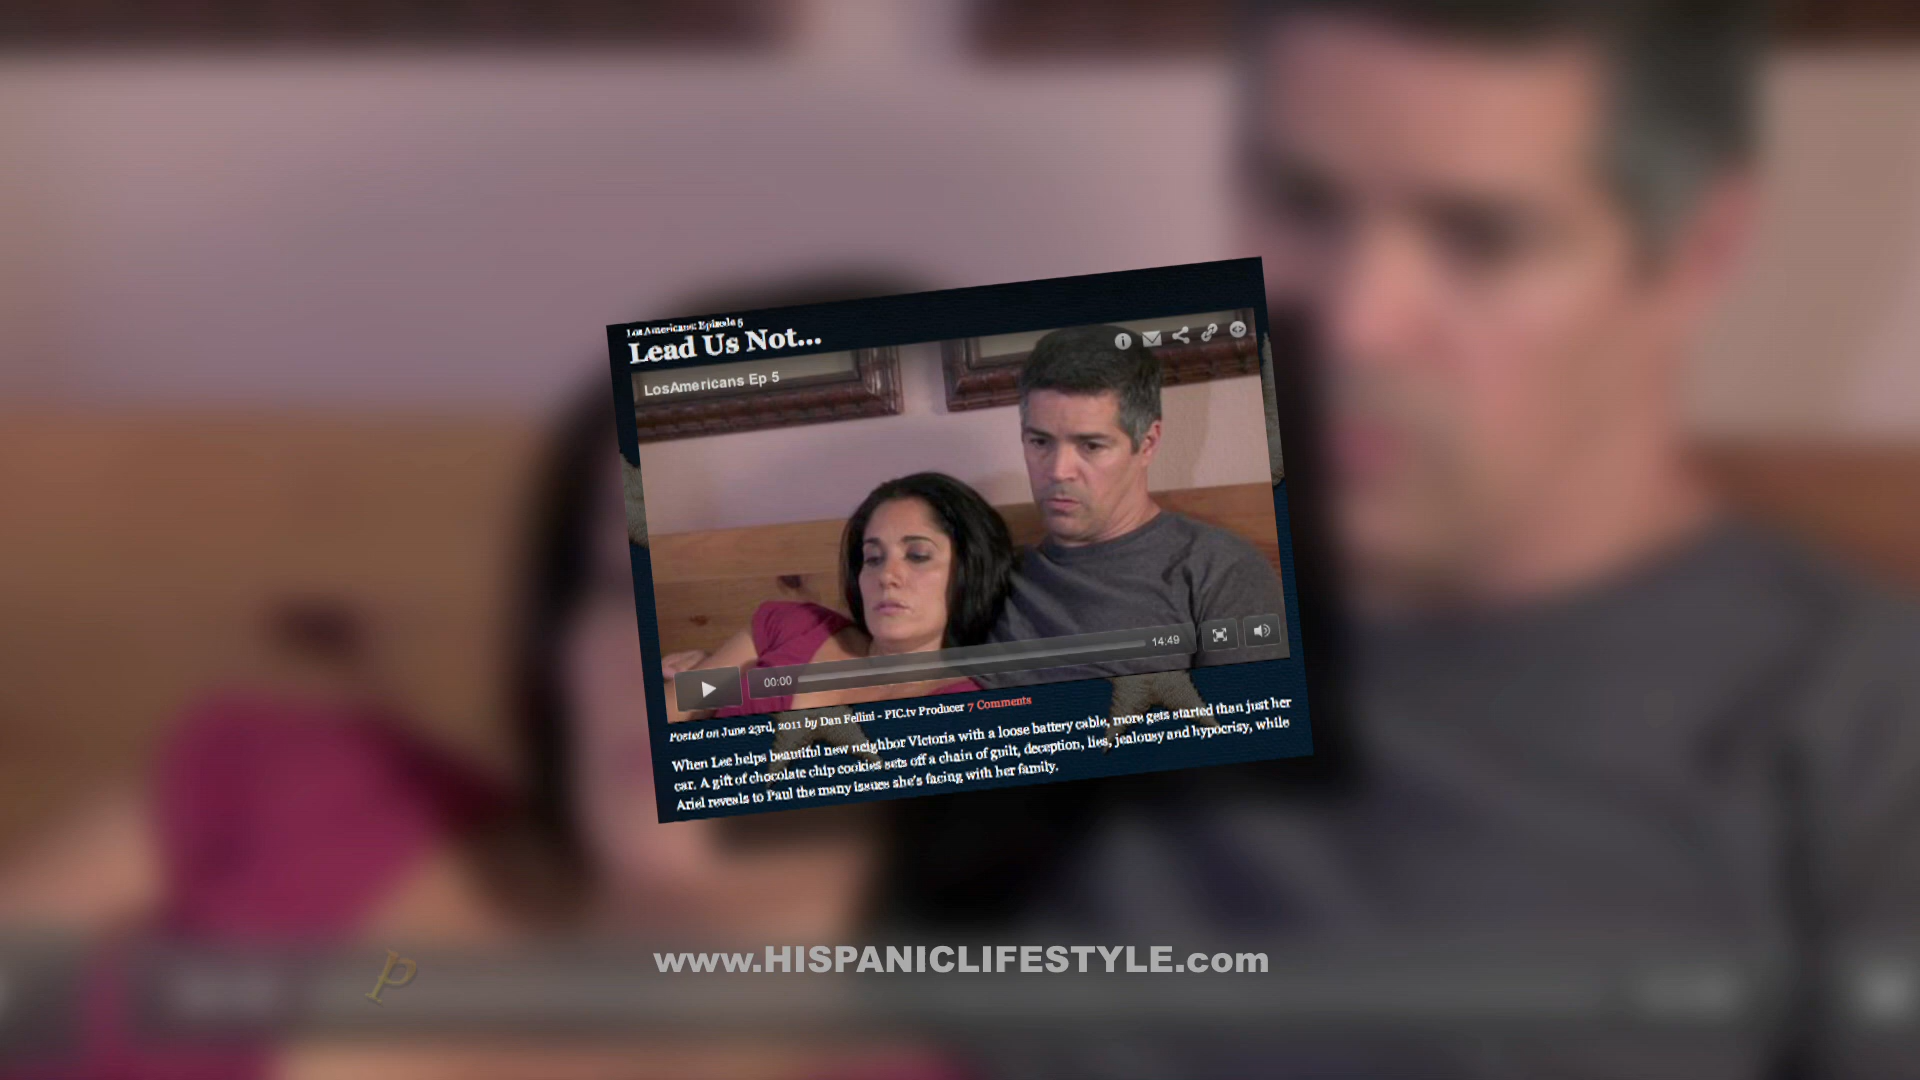 Los Americans: Episode 5
Lead Us Not...
LosAmericans Ep 5
00:00
14:49
Posted on June 23rd, 2011 by Dan Fellini - PIC.tv Producer 7 Comments
When Lee helps beautiful new neighbor Victoria with a loose battery cable, more gets started than just her
car. A gift of chocolate chip cookies sets off a chain of guilt, deception, lies, jealousy and hypocrisy, while
Ariel reveals to Paul the many issues she's facing with her family.
www.HISPANICLIFESTYLE.com
P